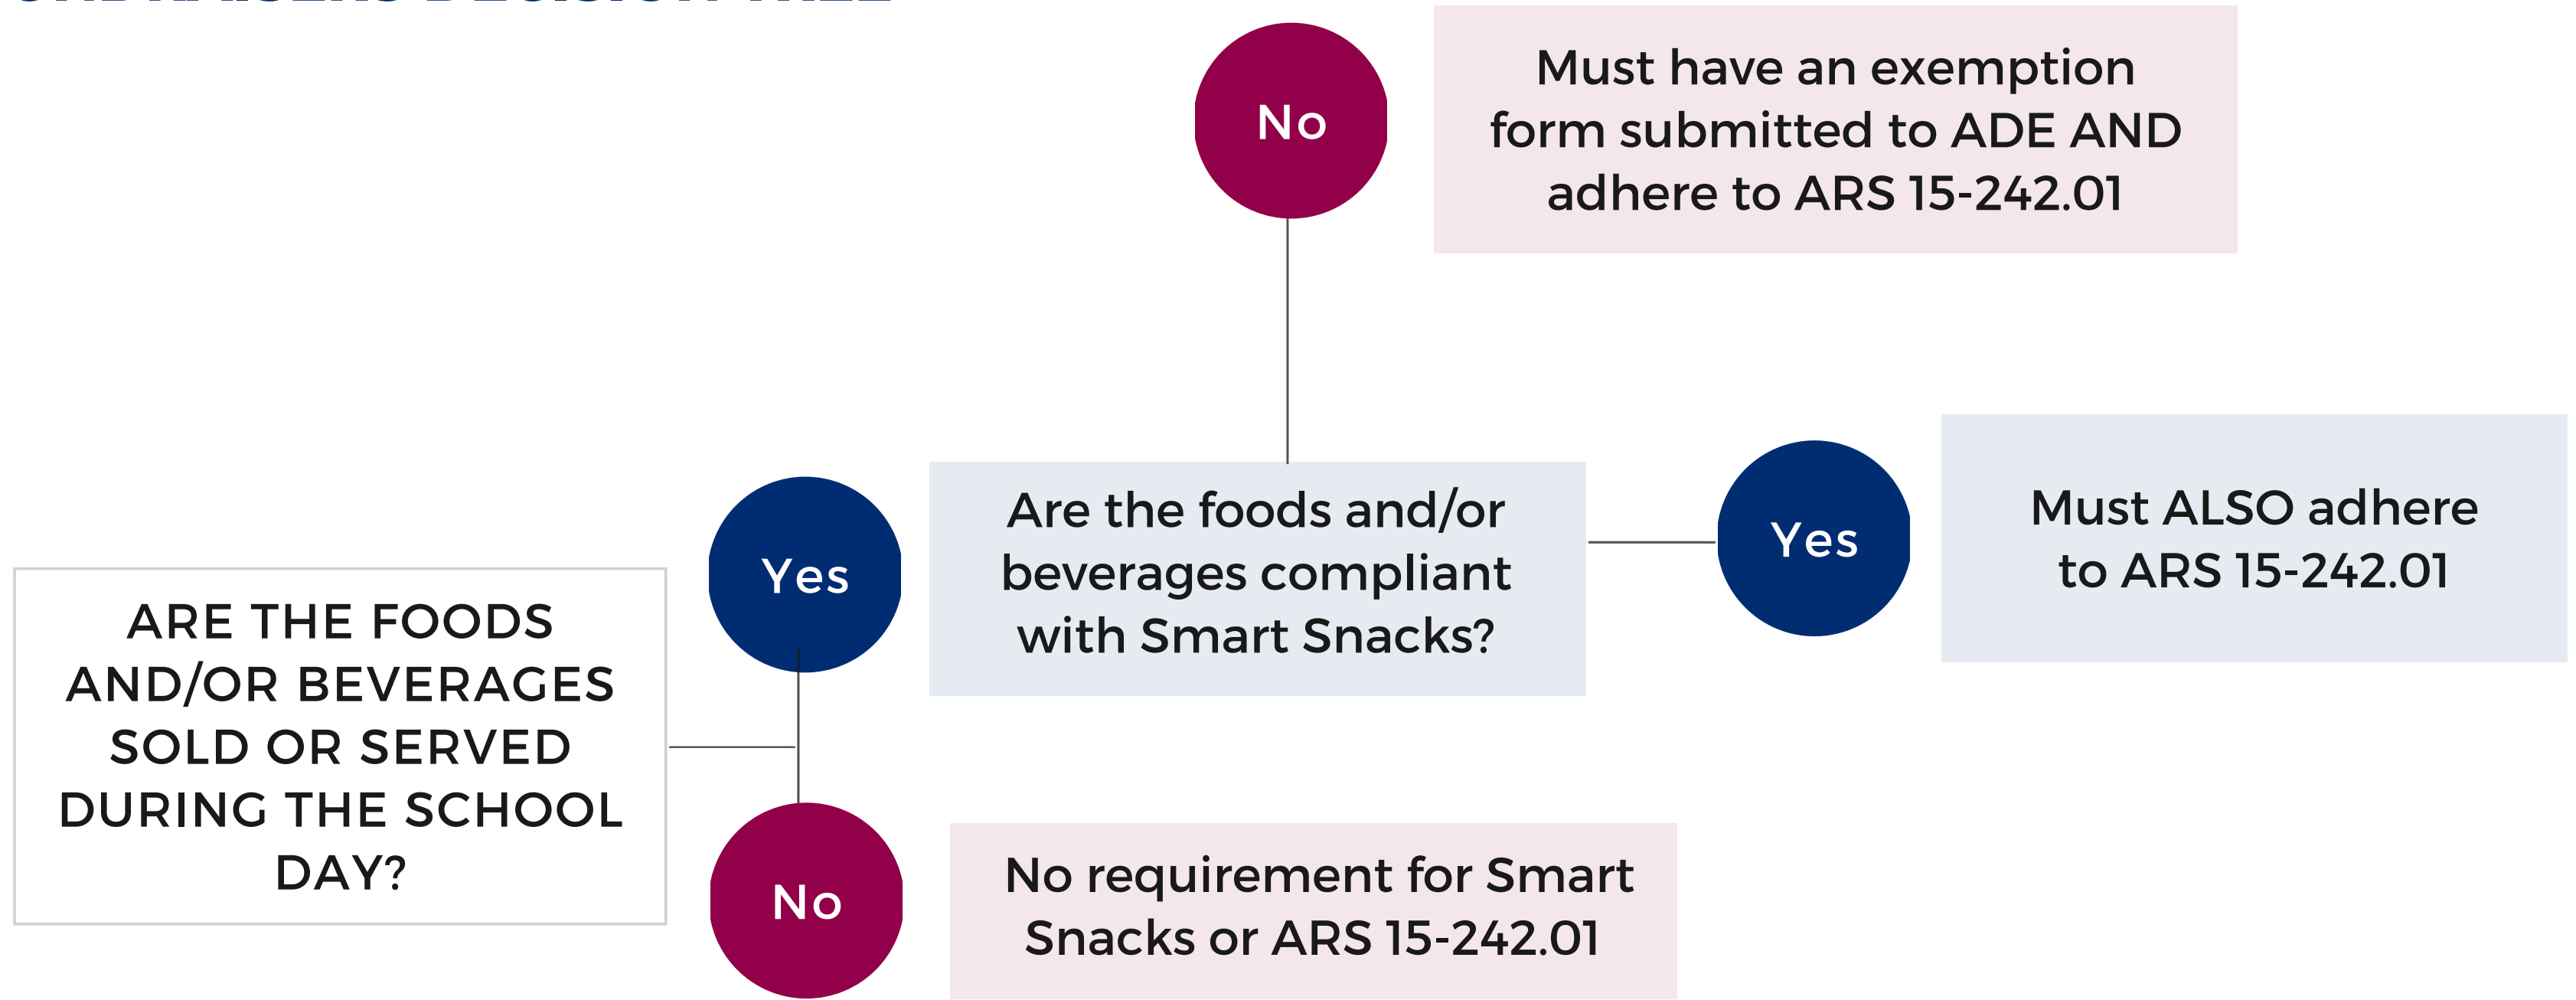 No
Must have an exemption
form submitted to ADE AND
adhere to ARS 15-242.01
Yes
Are the foods and/or
beverages compliant
with Smart Snacks?
Yes
Must ALSO adhere
to ARS 15-242.01
ARE THE FOODS
AND/OR BEVERAGES
SOLD OR SERVED
DURING THE SCHOOL
DAY?
No
No requirement for Smart
Snacks or ARS 15-242.01